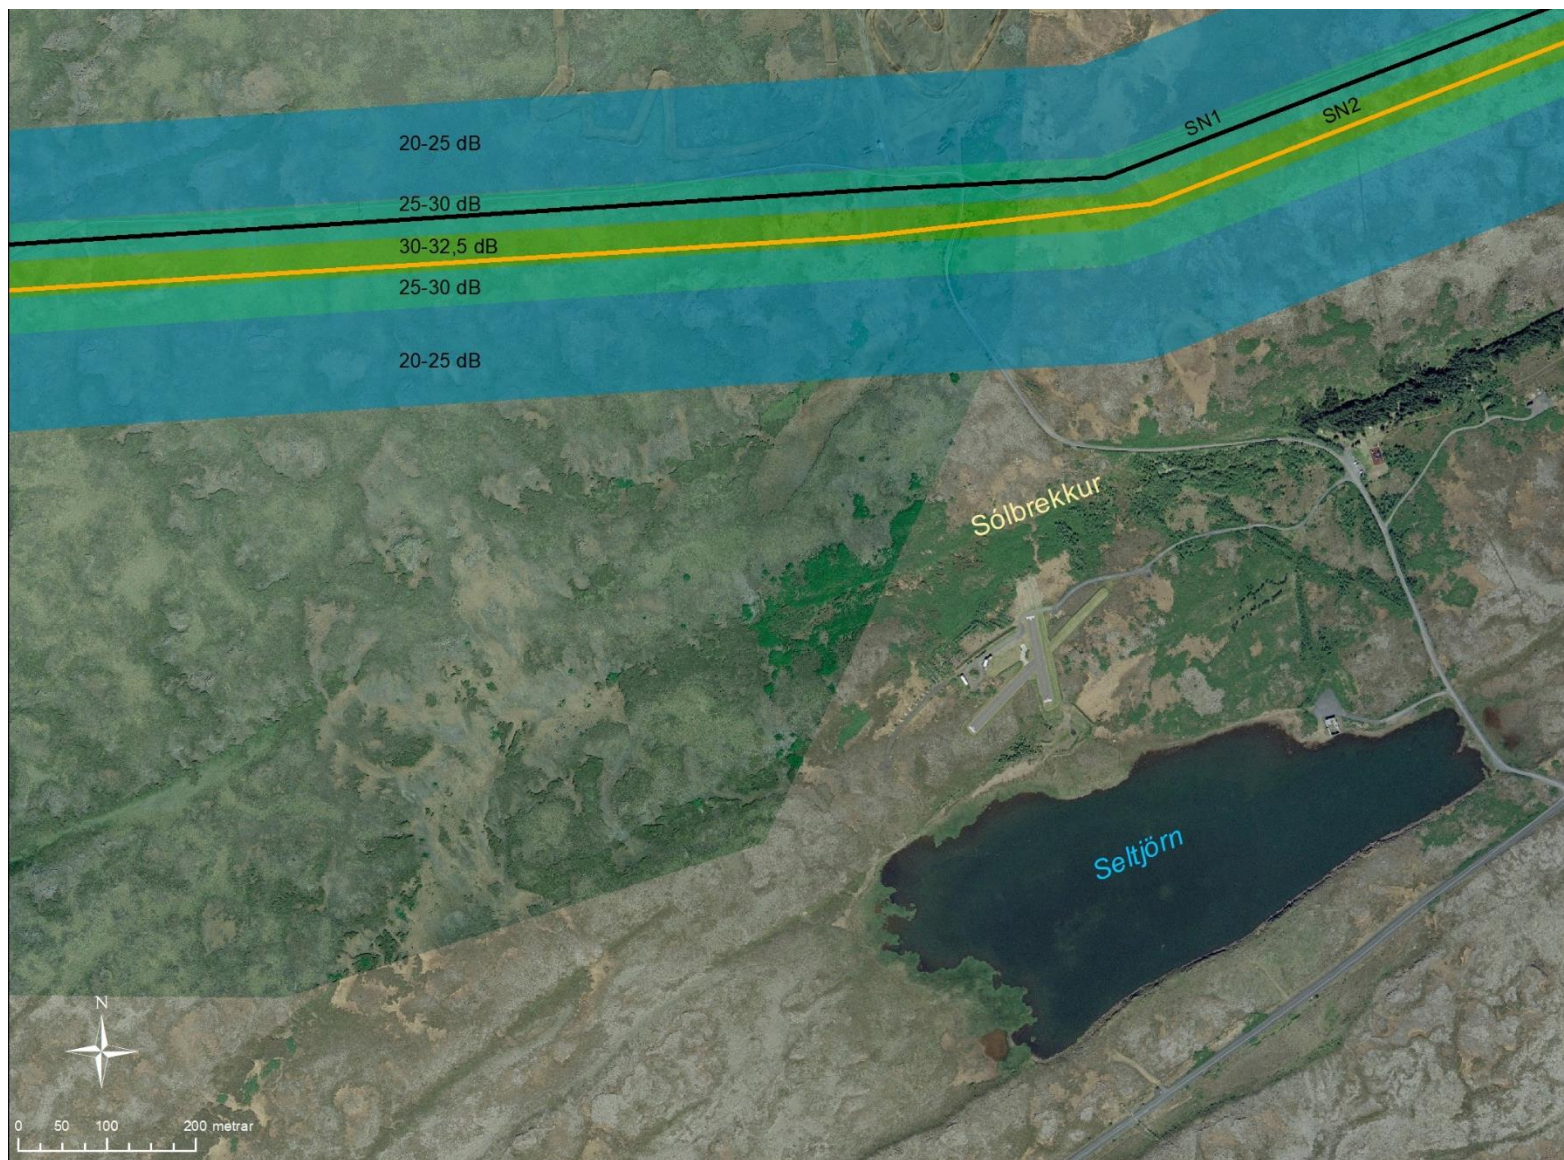 20-25 dB
SN1
SN2
25-30 dB
30-32,5 dB
25-30 dB
20-25 dB
Sólbrekkur
Seltjörn
N
0 50 100 200 metrar